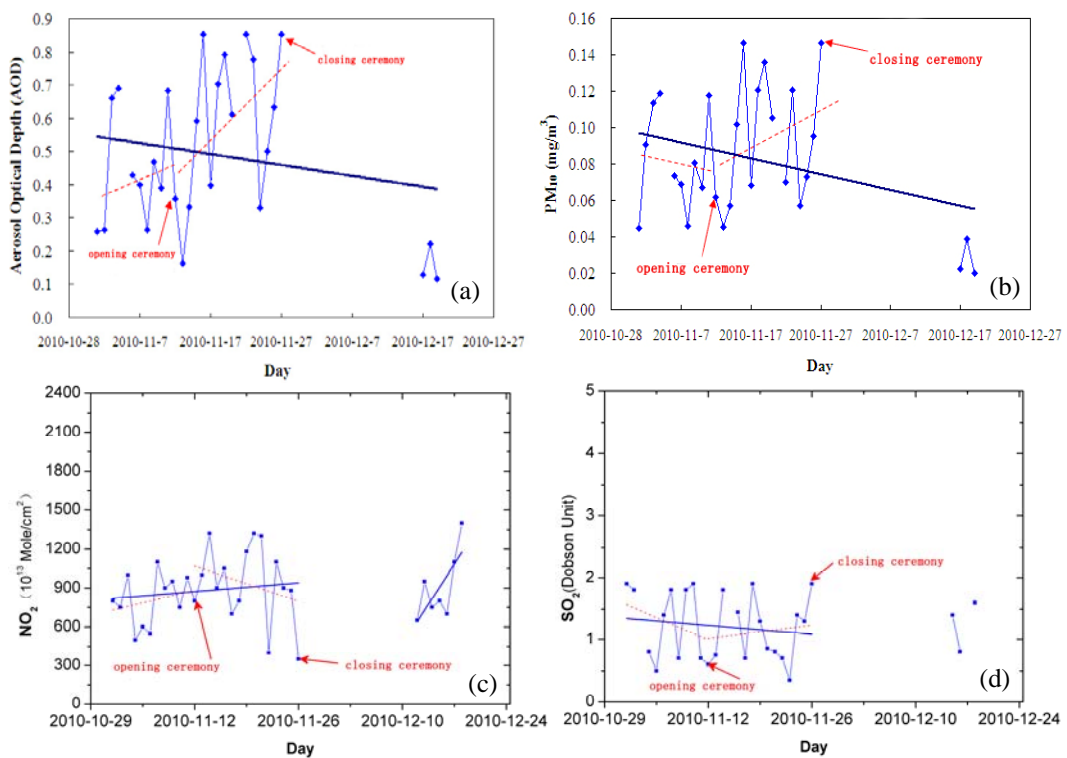 Aerosol Optical Depth (AOD)
0.9
0.8
0.7
0.6
0.5
0.4
0.3
0.2
0.1
0.0
closing ceremony
opening ceremony
(a)
2010-10-28 2010-11-7 2010-11-17 2010-11-27 2010-12-7 2010-12-17 2010-12-27
Day
PM₁₀ (mg/m³)
0.16
0.14
0.12
0.10
0.08
0.06
0.04
0.02
0.00
closing ceremony
opening ceremony
(b)
2010-10-28 2010-11-7 2010-11-17 2010-11-27 2010-12-7 2010-12-17 2010-12-27
Day
NO₂ (10¹³ Mole/cm²)
2400
2100
1800
1500
1200
900
600
300
0
opening ceremony
closing ceremony
(c)
2010-10-29 2010-11-12 2010-11-26 2010-12-10 2010-12-24
Day
SO₂(Dobson Unit)
5
4
3
2
1
0
closing ceremony
opening ceremony
(d)
2010-10-29 2010-11-12 2010-11-26 2010-12-10 2010-12-24
Day